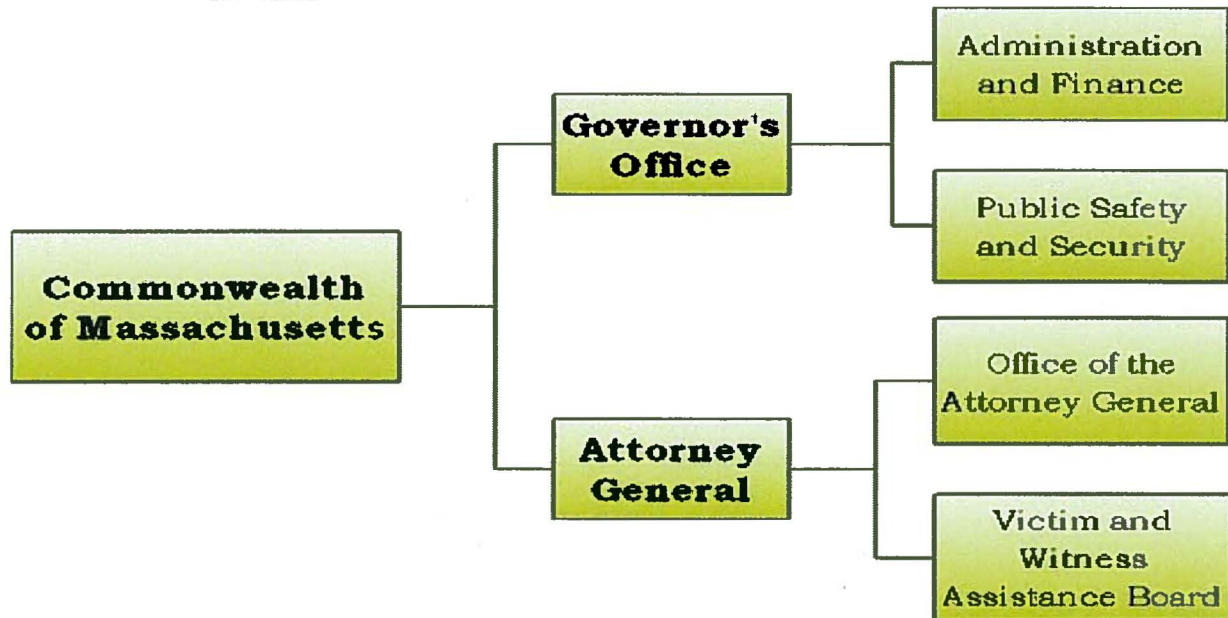 Commonwealth
of Massachusetts
Governor's
Office
Administration
and Finance
Public Safety
and Security
Attorney
General
Office of the
Attorney General
Victim and
Witness
Assistance Board